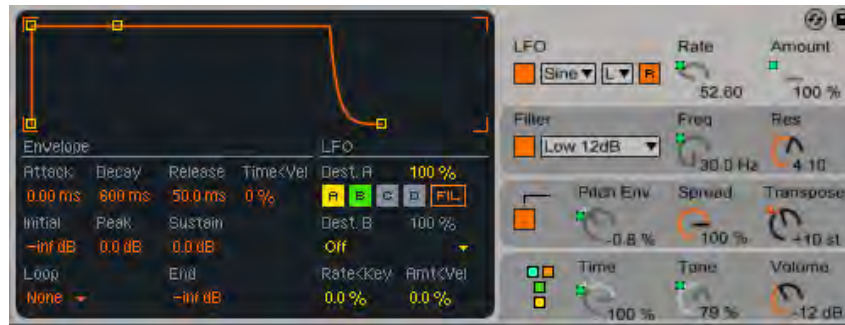 LFO Rate Amount
Sine L R 52.60 100 %
Filter Freq Res
Low 12dB 30.0 Hz 4.10
Pitch Env Spread Transpose
-0.8 % 100 % +10 st
Time Tone Volume
100 % 79 % -12 dB
Envelope LFO
Attack Decay Release Time<Vel Dest. A 100 %
0.00 ms 600 ms 50.0 ms 0 % A B C D FIL
Initial Peak Sustain Dest. B 100 %
-inf dB 0.0 dB 0.0 dB Off
Loop End Rate<Key Amt<Vel
None -inf dB 0.0 % 0.0 %